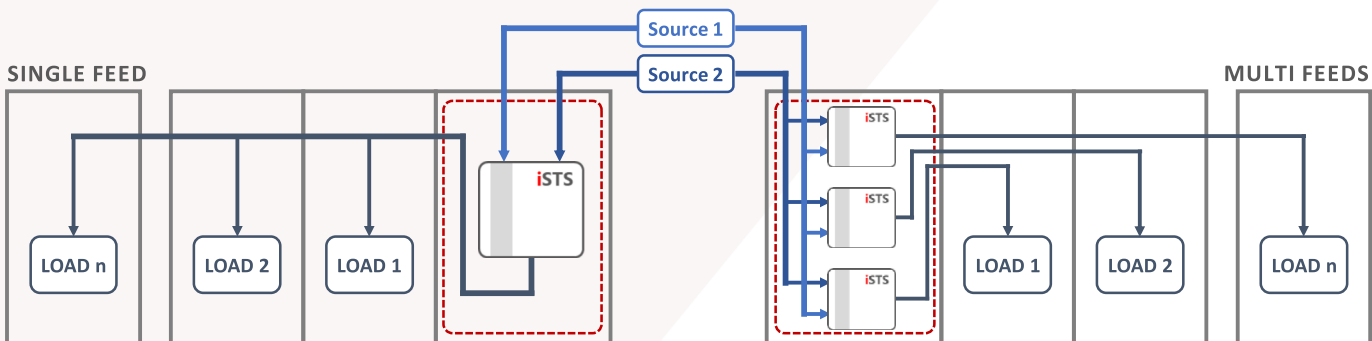 Source 1
Source 2
SINGLE FEED
MULTI FEEDS
iSTS
LOAD n
LOAD 2
LOAD 1
iSTS
iSTS
iSTS
LOAD 1
LOAD 2
LOAD n